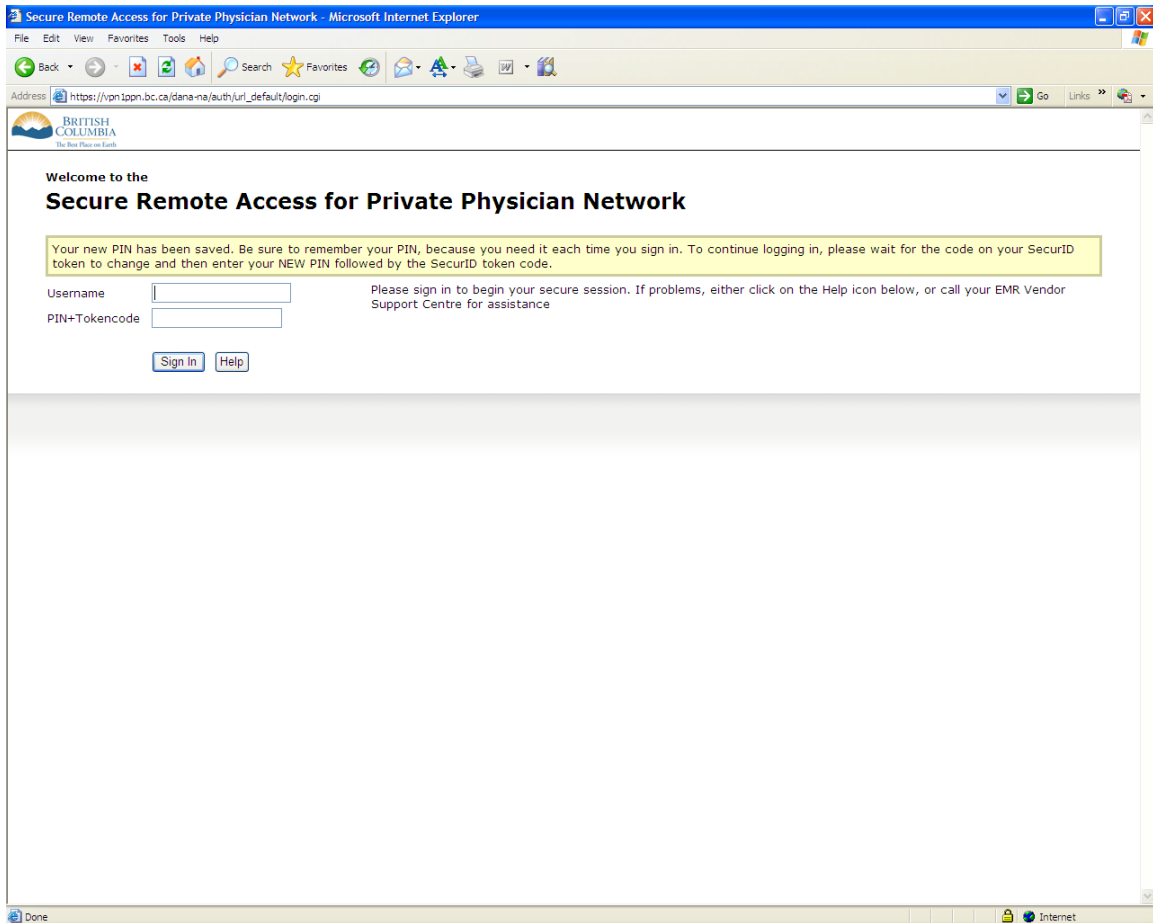 Secure Remote Access for Private Physician Network - Microsoft Internet Explorer
File Edit View Favorites Tools Help
Back Search Favorites W
Address https://vpn1ppn.bc.ca/dana-na/auth/url_default/login.cgi Go Links »
BRITISH
COLUMBIA
The Best Place on Earth
Welcome to the
Secure Remote Access for Private Physician Network
Your new PIN has been saved. Be sure to remember your PIN, because you need it each time you sign in. To continue logging in, please wait for the code on your SecurID
token to change and then enter your NEW PIN followed by the SecurID token code.
Username
PIN+Tokencode
Please sign in to begin your secure session. If problems, either click on the Help icon below, or call your EMR Vendor
Support Centre for assistance
Sign In Help
Done Internet